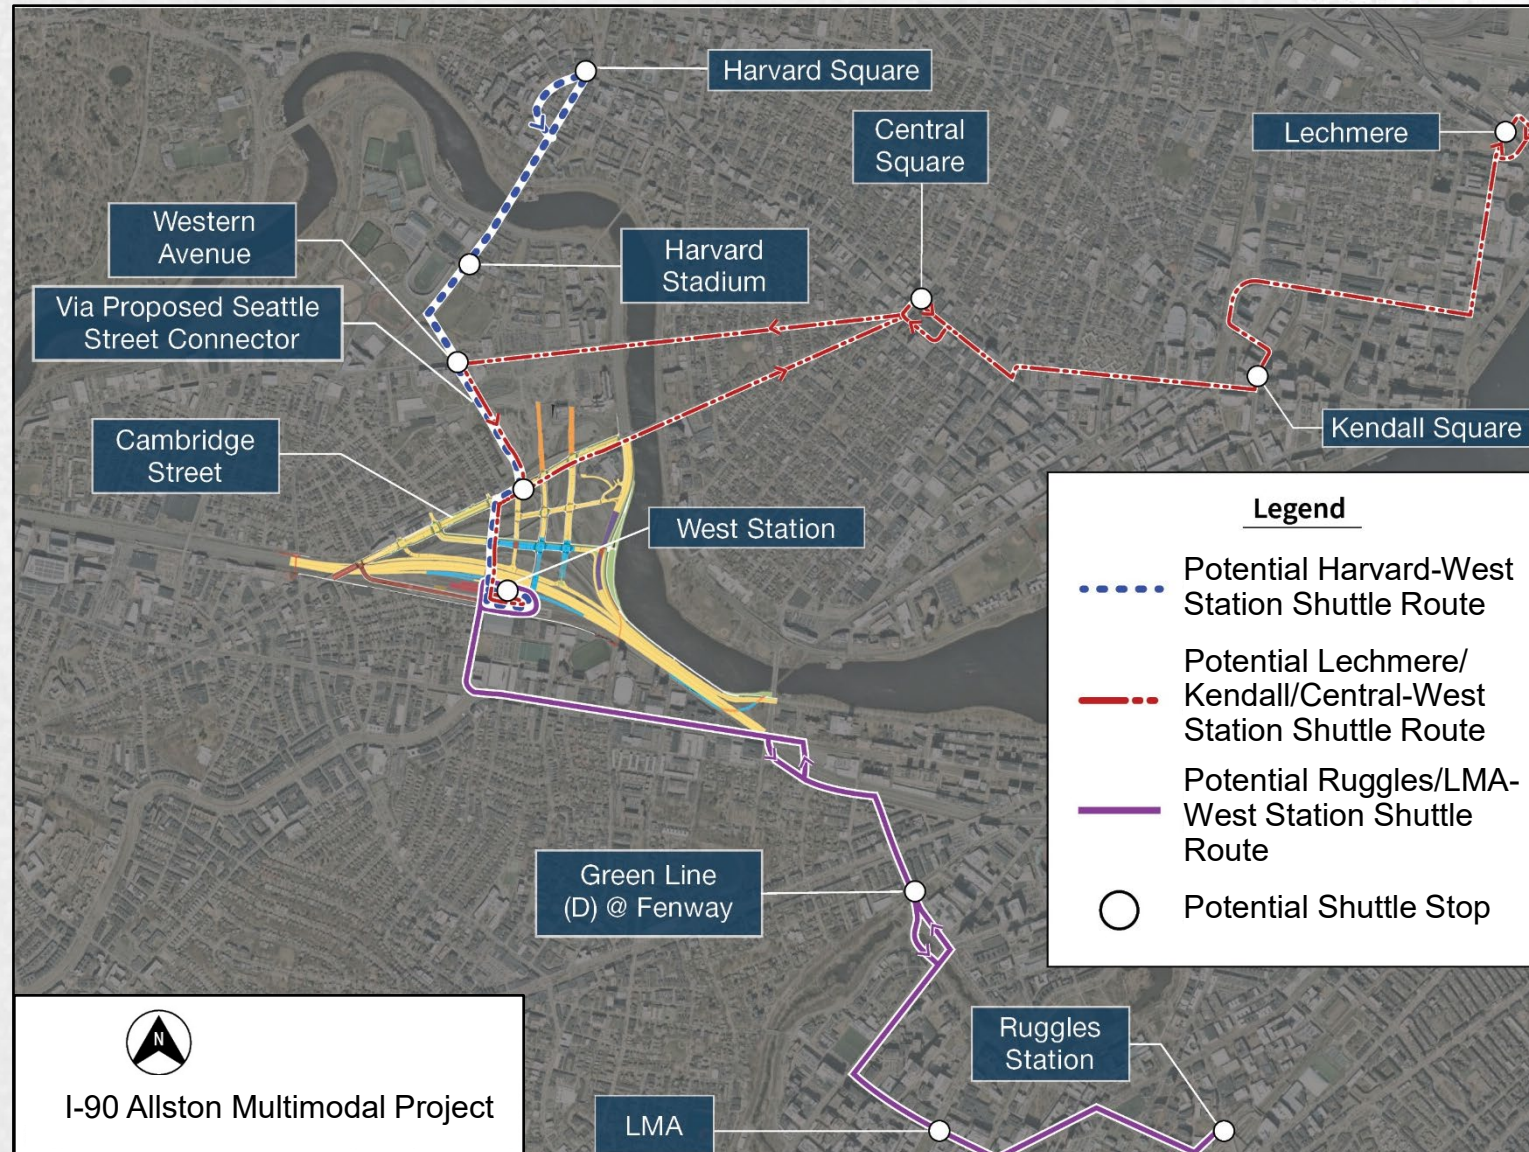 Harvard Square
Central
Square
Lechmere
Western
Avenue
Harvard
Stadium
Via Proposed Seattle
Street Connector
Kendall Square
Cambridge
Street
West Station
Legend
Potential Harvard-West
Station Shuttle Route
Potential Lechmere/
Kendall/Central-West
Station Shuttle Route
Potential Ruggles/LMA-
West Station Shuttle
Route
Potential Shuttle Stop
Green Line
(D) @ Fenway
Ruggles
Station
LMA
N
I-90 Allston Multimodal Project